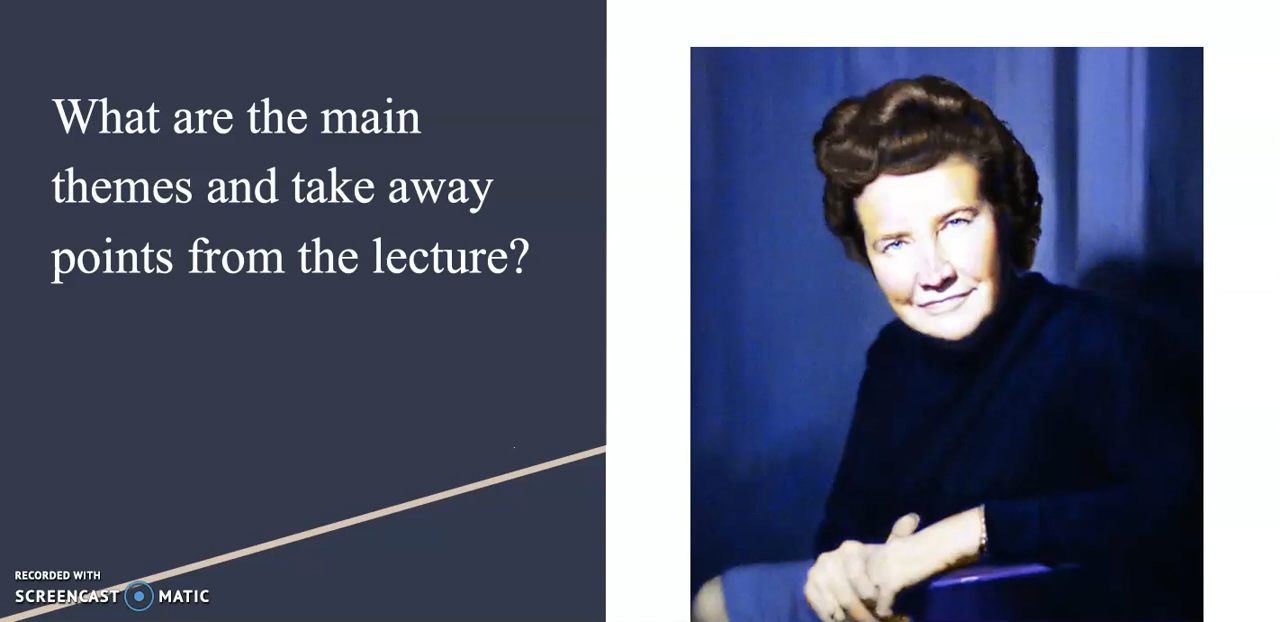 What are the main
themes and take away
points from the lecture?
RECORDED WITH
SCREENCAST MATIC